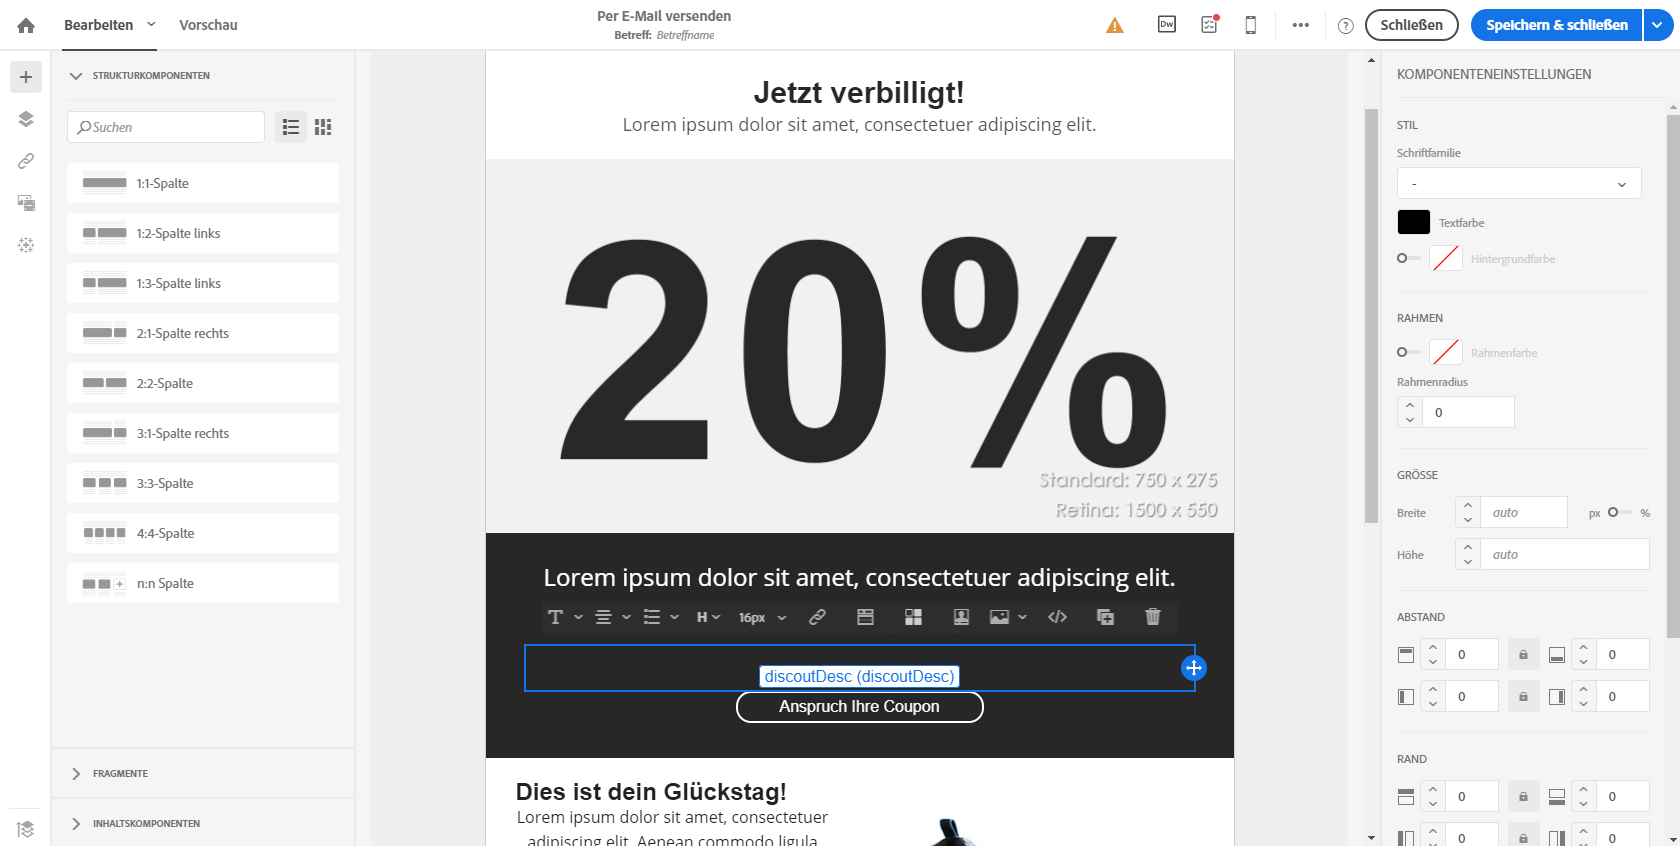 Bearbeiten
Vorschau
Per E-Mail versenden
Betreff: Betreffname
Dw
Schließen
Speichern & schließen
STRUKTURKOMPONENTEN
Suchen
1:1-Spalte
1:2-Spalte links
1:3-Spalte links
2:1-Spalte rechts
2:2-Spalte
3:1-Spalte rechts
3:3-Spalte
4:4-Spalte
n:n Spalte
FRAGMENTE
INHALTSKOMPONENTEN
Jetzt verbilligt!
Lorem ipsum dolor sit amet, consectetuer adipiscing elit.
20%
Standard: 750 x 275
Retina: 1500 x 550
Lorem ipsum dolor sit amet, consectetuer adipiscing elit.
T
H
16px
discoutDesc (discoutDesc)
Anspruch Ihre Coupon
Dies ist dein Glückstag!
Lorem ipsum dolor sit amet, consectetuer
adipiscing elit. Aenean commodo ligula
KOMPONENTENEINSTELLUNGEN
STIL
Schriftfamilie
-
Textfarbe
Hintergrundfarbe
RAHMEN
Rahmenfarbe
Rahmenradius
0
GRÖSSE
Breite auto px %
Höhe auto
ABSTAND
0 0
0 0
RAND
0 0
0 0